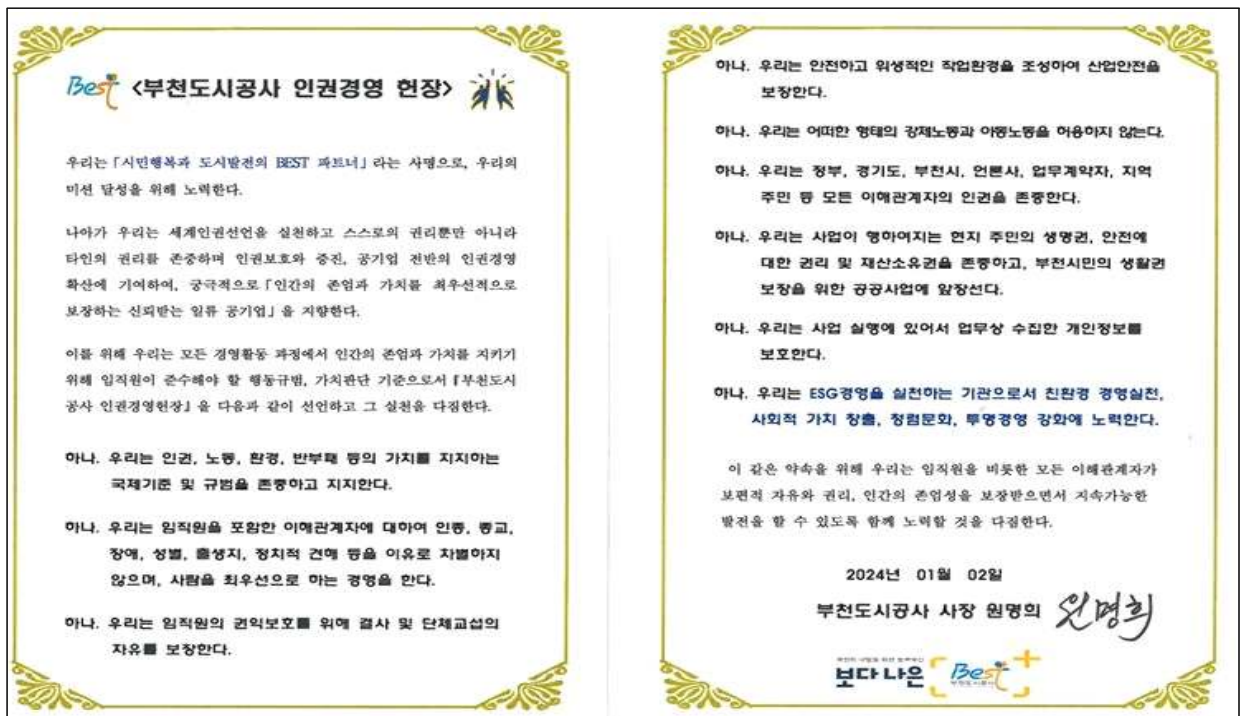 Best <부천도시공사 인권경영 헌장>
우리는 「시민행복과 도시발전의 BEST 파트너」 라는 사명으로, 우리의
미션 달성을 위해 노력한다.
나아가 우리는 세계인권선언을 실천하고 스스로의 권리뿐만 아니라
타인의 권리를 존중하며 인권보호와 증진, 공기업 전반의 인권경영
확산에 기여하여, 궁극적으로 「인간의 존엄과 가치를 최우선적으로
보장하는 신뢰받는 일류 공기업」 을 지향한다.
이를 위해 우리는 모든 경영활동 과정에서 인간의 존엄과 가치를 지키기
위해 임직원이 준수해야 할 행동규범, 가치판단 기준으로서 『부천도시
공사 인권경영헌장』 을 다음과 같이 선언하고 그 실천을 다짐한다.
하나. 우리는 인권, 노동, 환경, 반부패 등의 가치를 지지하는
국제기준 및 규범을 존중하고 지지한다.
하나. 우리는 임직원을 포함한 이해관계자에 대하여 인종, 종교,
장애, 성별, 출생지, 정치적 견해 등을 이유로 차별하지
않으며, 사람을 최우선으로 하는 경영을 한다.
하나. 우리는 임직원의 권익보호를 위해 결사 및 단체교섭의
자유를 보장한다.
하나. 우리는 안전하고 위생적인 작업환경을 조성하여 산업안전을
보장한다.
하나. 우리는 어떠한 형태의 강제노동과 아동노동을 허용하지 않는다.
하나. 우리는 정부, 경기도, 부천시, 언론사, 업무계약자, 지역
주민 등 모든 이해관계자의 인권을 존중한다.
하나. 우리는 사업이 행하여지는 현지 주민의 생명권, 안전에
대한 권리 및 재산소유권을 존중하고, 부천시민의 생활권
보장을 위한 공공사업에 앞장선다.
하나. 우리는 사업 실행에 있어서 업무상 수집한 개인정보를
보호한다.
하나. 우리는 ESG경영을 실천하는 기관으로서 친환경 경영실천,
사회적 가치 창출, 청렴문화, 투명경영 강화에 노력한다.
이 같은 약속을 위해 우리는 임직원을 비롯한 모든 이해관계자가
보편적 자유와 권리, 인간의 존엄성을 보장받으면서 지속가능한
발전을 할 수 있도록 함께 노력할 것을 다짐한다.
2024년 01월 02일
부천도시공사 사장 원명희 원명희
보다 나은 Best
부천도시공사